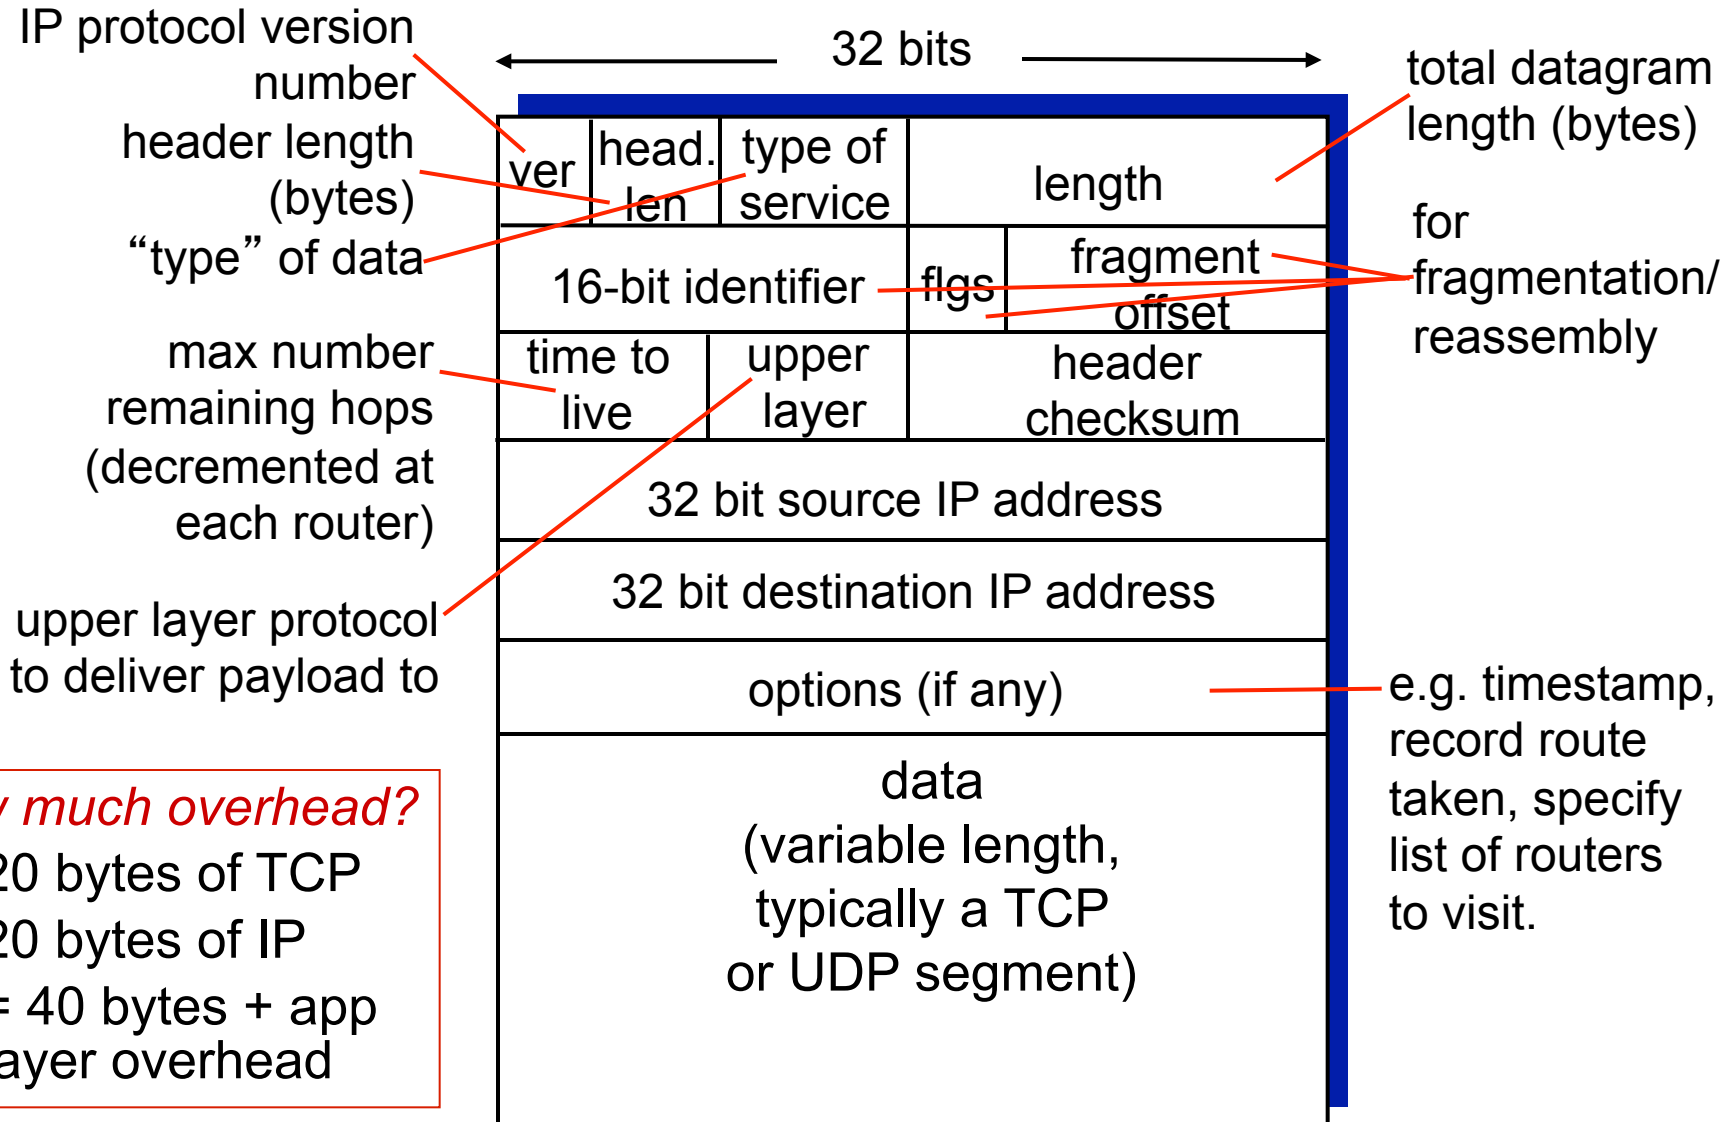 IP protocol version
number
header length
(bytes)
“type” of data
max number
remaining hops
(decremented at
each router)
upper layer protocol
to deliver payload to
much overhead?
20 bytes of TCP
20 bytes of IP
= 40 bytes + app
ayer overhead
32 bits
ver
head.
len
type of
service
length
16-bit identifier
flgs
fragment
offset
time to
live
upper
layer
header
checksum
32 bit source IP address
32 bit destination IP address
options (if any)
data
(variable length,
typically a TCP
or UDP segment)
total datagram
length (bytes)
for
fragmentation/
reassembly
e.g. timestamp,
record route
taken, specify
list of routers
to visit.